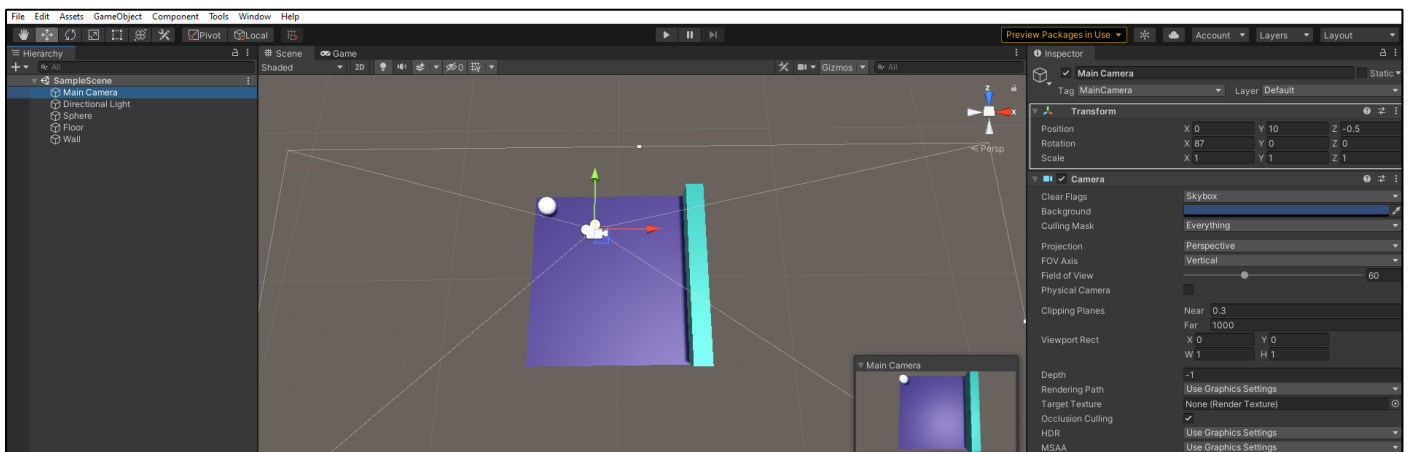 File Edit Assets GameObject Component Tools Window Help
Pivot Local Preview Packages in Use Account Layers Layout
Hierarchy
All
SampleScene
Main Camera
Directional Light
Sphere
Floor
Wall
Scene Game
Shaded 2D 0 Gizmos All
z
x
Persp
Main Camera
Inspector
Main Camera Static
Tag MainCamera Layer Default
Transform
Position X 0 Y 10 Z -0.5
Rotation X 87 Y 0 Z 0
Scale X 1 Y 1 Z 1
Camera
Clear Flags Skybox
Background
Culling Mask Everything
Projection Perspective
FOV Axis Vertical
Field of View 60
Physical Camera
Clipping Planes Near 0.3
Far 1000
Viewport Rect X 0 Y 0
W 1 H 1
Depth -1
Rendering Path Use Graphics Settings
Target Texture None (Render Texture)
Occlusion Culling
HDR Use Graphics Settings
MSAA Use Graphics Settings